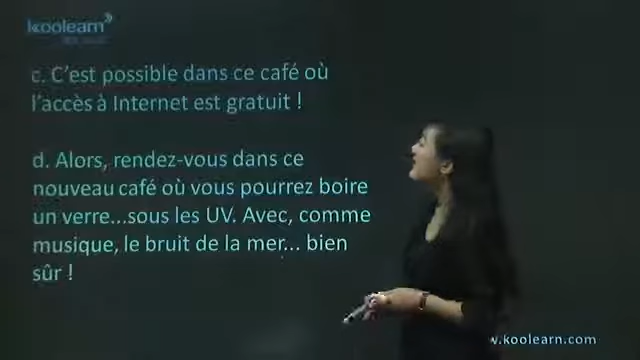 koolearn
c. C'est possible dans ce café où
l'accès à Internet est gratuit !
d. Alors, rendez-vous dans ce
nouveau café où vous pourrez boire
un verre...sous les UV. Avec, comme
musique, le bruit de la mer... bien
sûr !
w.koolearn.com